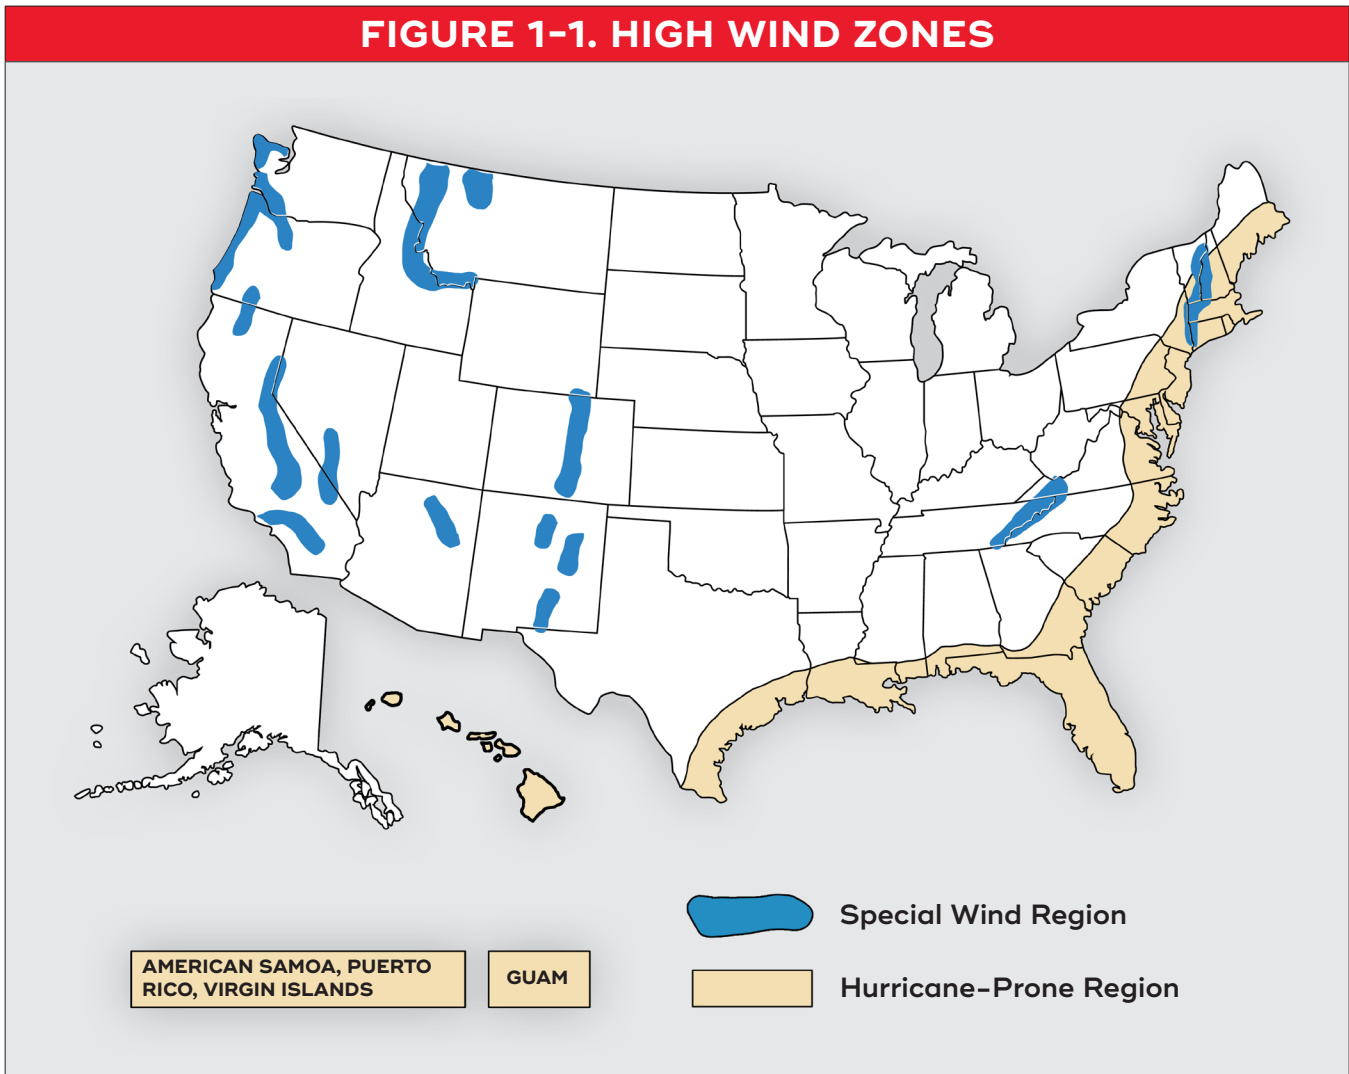 FIGURE 1-1. HIGH WIND ZONES
Special Wind Region
AMERICAN SAMOA, PUERTO
RICO, VIRGIN ISLANDS
GUAM
Hurricane-Prone Region